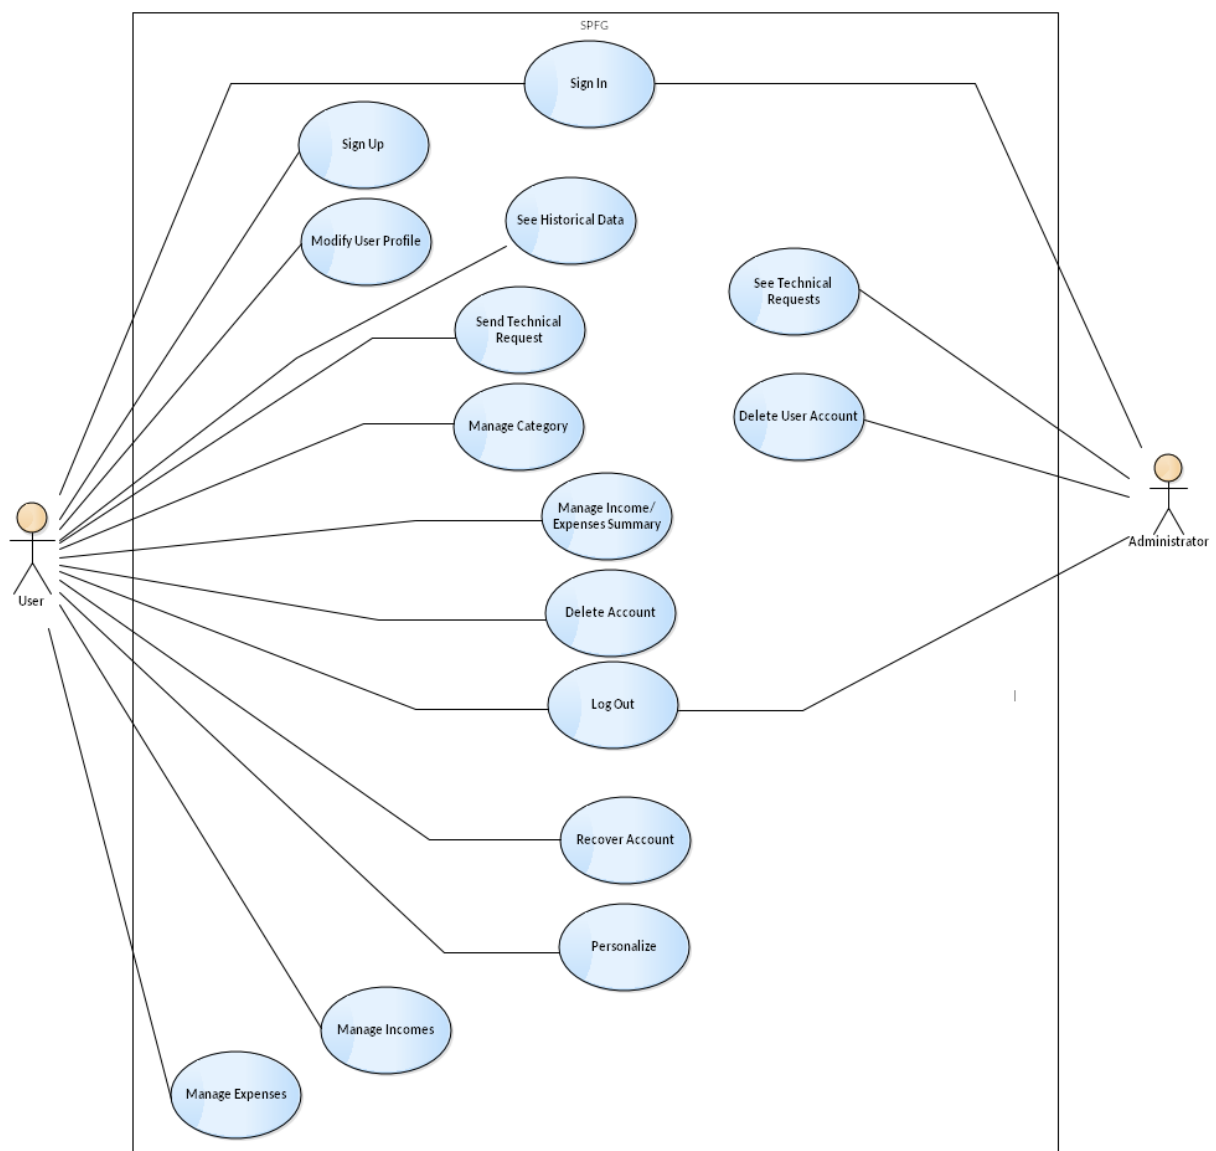 SPFG
Sign In
Sign Up
See Historical Data
Modify User Profile
See Technical
Requests
Send Technical
Request
Delete User Account
Manage Category
Manage Income/
Expenses Summary
Administrator
User
Delete Account
Log Out
Recover Account
Personalize
Manage Incomes
Manage Expenses